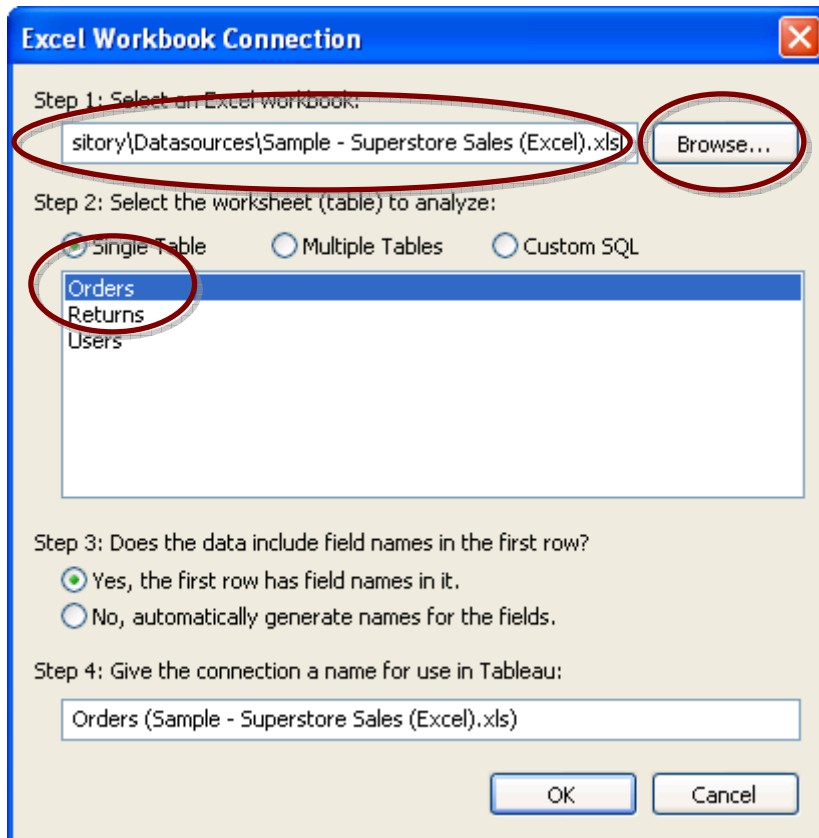 Excel Workbook Connection
Step 1: Select an Excel workbook:
sitory\Datasources\Sample - Superstore Sales (Excel).xls
Browse...
Step 2: Select the worksheet (table) to analyze:
Single Table Multiple Tables Custom SQL
Orders
Returns
Users
Step 3: Does the data include field names in the first row?
Yes, the first row has field names in it.
No, automatically generate names for the fields.
Step 4: Give the connection a name for use in Tableau:
Orders (Sample - Superstore Sales (Excel).xls)
OK Cancel